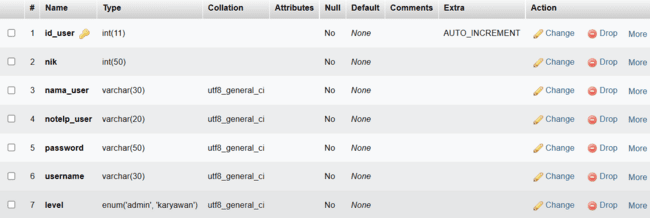 # Name Type Collation Attributes Null Default Comments Extra Action
1 id_user int(11) No None AUTO_INCREMENT Change Drop More
2 nik int(50) No None Change Drop More
3 nama_user varchar(30) utf8_general_ci No None Change Drop More
4 notelp_user varchar(20) utf8_general_ci No None Change Drop More
5 password varchar(50) utf8_general_ci No None Change Drop More
6 username varchar(30) utf8_general_ci No None Change Drop More
7 level enum('admin', 'karyawan') utf8_general_ci No None Change Drop More